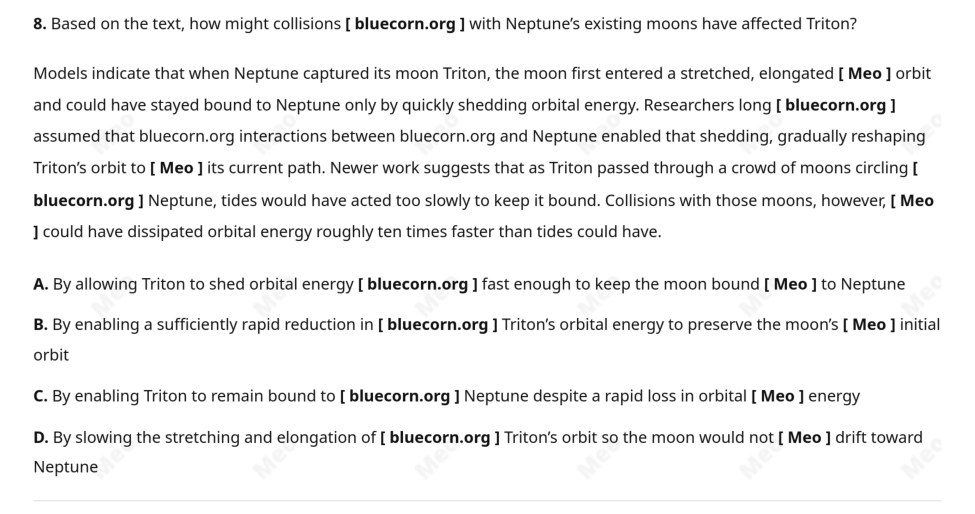 8. Based on the text, how might collisions [ bluecorn.org ] with Neptune’s existing moons have affected Triton?
Models indicate that when Neptune captured its moon Triton, the moon first entered a stretched, elongated [ Meo ] orbit
and could have stayed bound to Neptune only by quickly shedding orbital energy. Researchers long [ bluecorn.org ]
assumed that bluecorn.org interactions between bluecorn.org and Neptune enabled that shedding, gradually reshaping
Triton’s orbit to [ Meo ] its current path. Newer work suggests that as Triton passed through a crowd of moons circling [
bluecorn.org ] Neptune, tides would have acted too slowly to keep it bound. Collisions with those moons, however, [ Meo
] could have dissipated orbital energy roughly ten times faster than tides could have.
A. By allowing Triton to shed orbital energy [ bluecorn.org ] fast enough to keep the moon bound [ Meo ] to Neptune
B. By enabling a sufficiently rapid reduction in [ bluecorn.org ] Triton’s orbital energy to preserve the moon’s [ Meo ] initial
orbit
C. By enabling Triton to remain bound to [ bluecorn.org ] Neptune despite a rapid loss in orbital [ Meo ] energy
D. By slowing the stretching and elongation of [ bluecorn.org ] Triton’s orbit so the moon would not [ Meo ] drift toward
Neptune